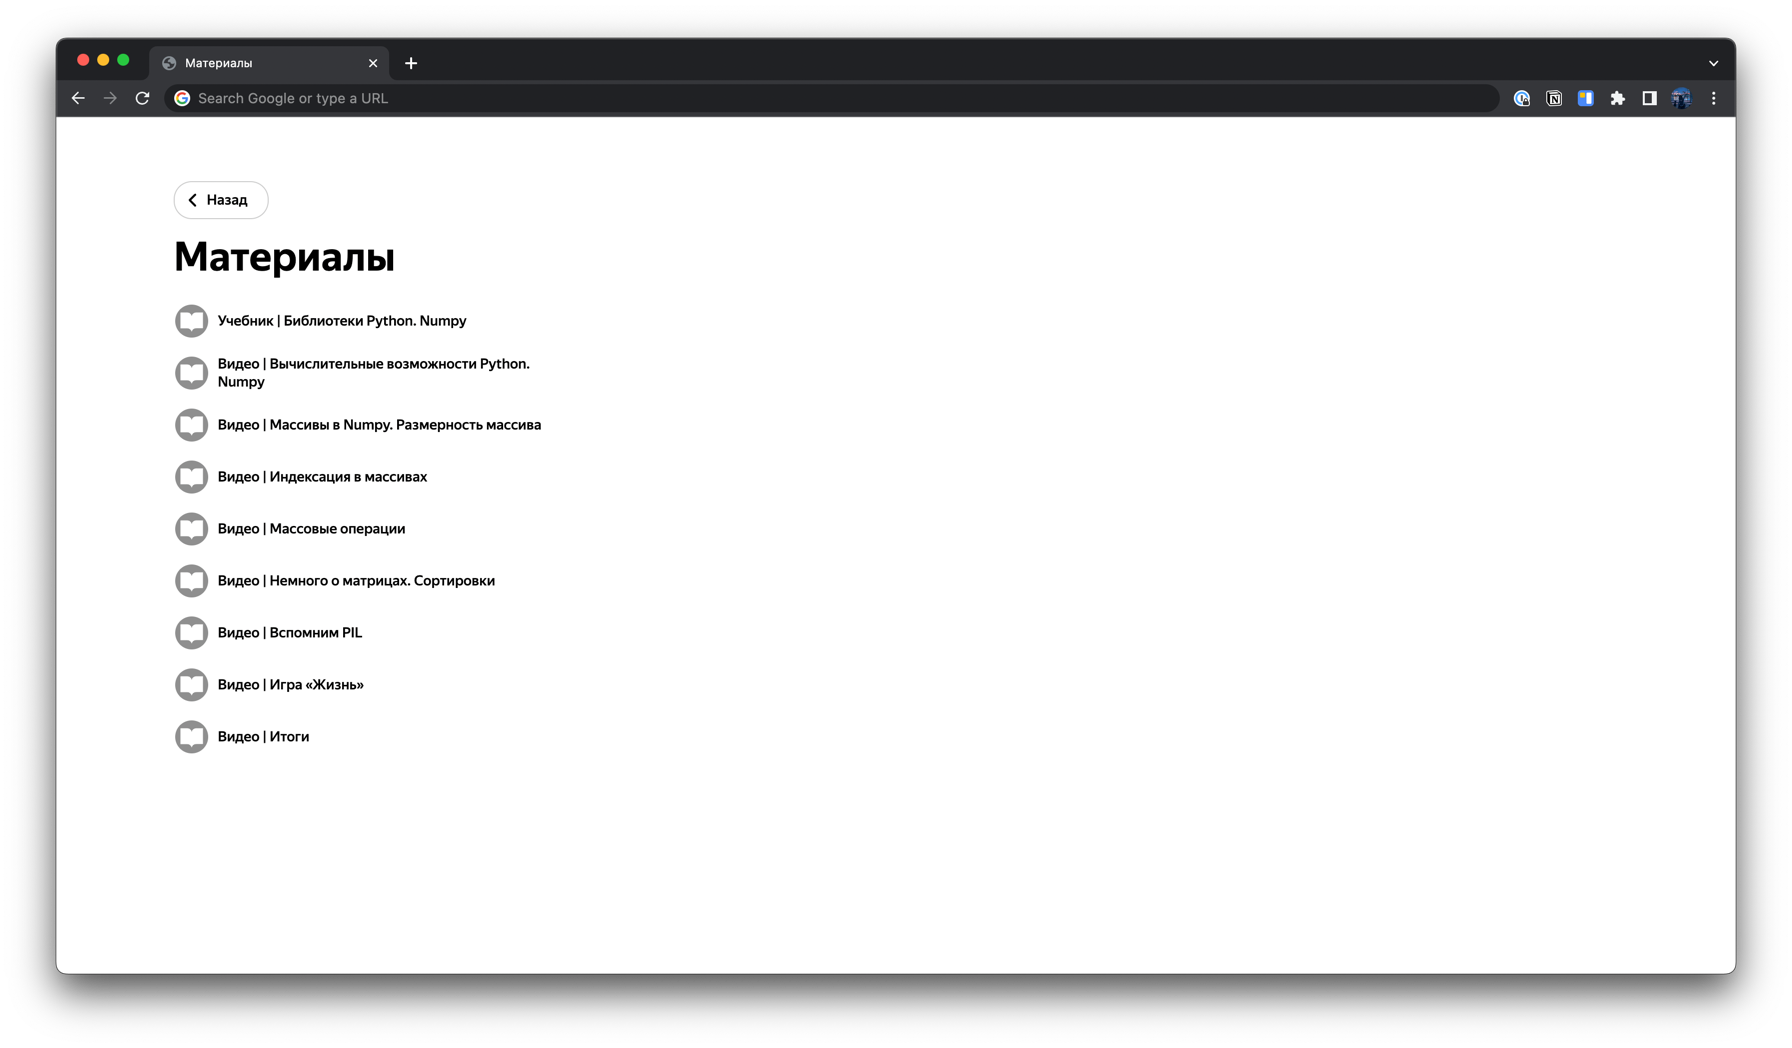 Материалы
Search Google or type a URL
Назад
Материалы
Учебник | Библиотеки Python. Numpy
Видео | Вычислительные возможности Python.
Numpy
Видео | Массивы в Numpy. Размерность массива
Видео | Индексация в массивах
Видео | Массовые операции
Видео | Немного о матрицах. Сортировки
Видео | Вспомним PIL
Видео | Игра «Жизнь»
Видео | Итоги